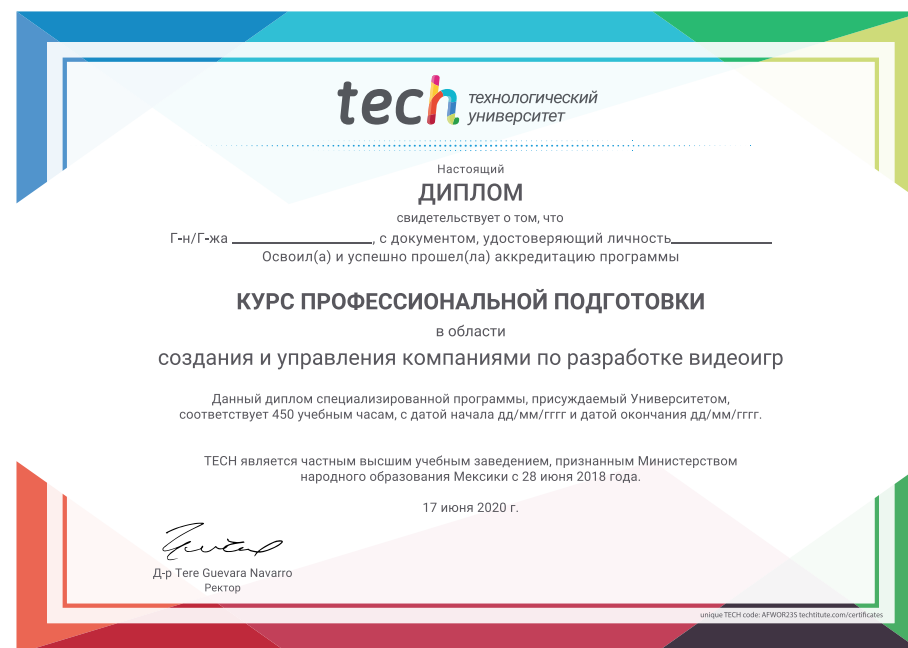 tech технологический
университет
Настоящий
ДИПЛОМ
свидетельствует о том, что
Г-н/Г-жа ____________________, с документом, удостоверяющий личность______________
Освоил(а) и успешно прошел(ла) аккредитацию программы
КУРС ПРОФЕССИОНАЛЬНОЙ ПОДГОТОВКИ
в области
создания и управления компаниями по разработке видеоигр
Данный диплом специализированной программы, присуждаемый Университетом,
соответствует 450 учебным часам, с датой начала дд/мм/гггг и датой окончания дд/мм/гггг.
TECH является частным высшим учебным заведением, признанным Министерством
народного образования Мексики с 28 июня 2018 года.
17 июня 2020 г.
Д-р Tere Guevara Navarro
Ректор
unique TECH code: AFWOR23S techtitute.com/certificates